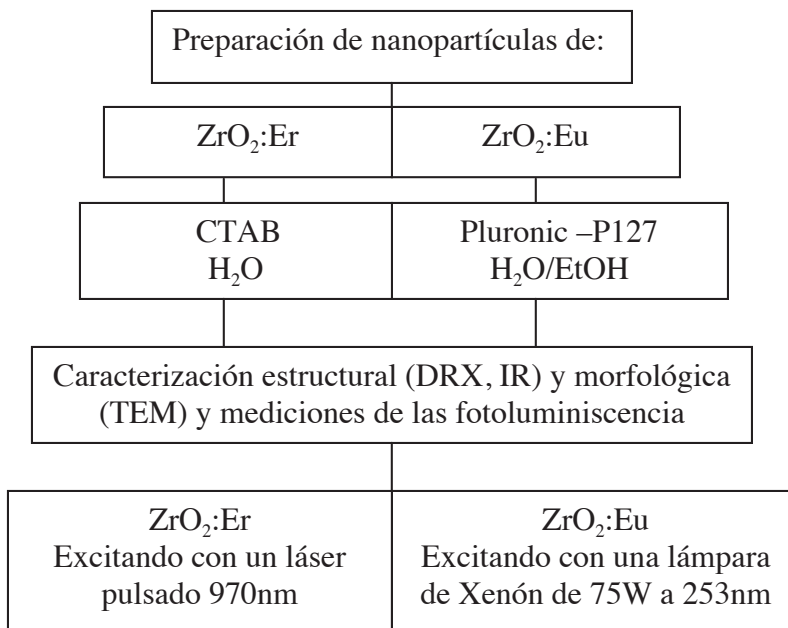 Preparación de nanopartículas de:
ZrO₂:Er
ZrO₂:Eu
CTAB
H₂O
Pluronic –P127
H₂O/EtOH
Caracterización estructural (DRX, IR) y morfológica
(TEM) y mediciones de las fotoluminiscencia
ZrO₂:Er
Excitando con un láser
pulsado 970nm
ZrO₂:Eu
Excitando con una lámpara
de Xenón de 75W a 253nm